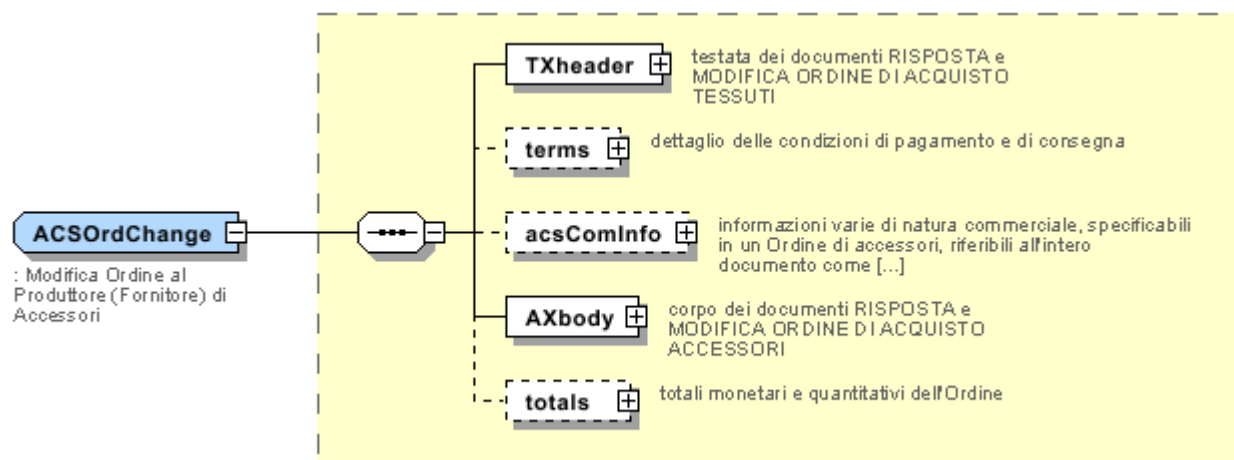 TXheader
testata dei documenti RISPOSTA e
MODIFICA ORDINE DI ACQUISTO
TESSUTI
terms
dettaglio delle condizioni di pagamento e di consegna
ACSOrdChange
: Modifica Ordine al
Produttore (Fornitore) di
Accessori
acsComInfo
informazioni varie di natura commerciale, specificabili
in un Ordine di accessori, riferibili all'intero
documento come [...]
AXbody
corpo dei documenti RISPOSTA e
MODIFICA ORDINE DI ACQUISTO
ACCESSORI
totals
totali monetari e quantitativi dell'Ordine